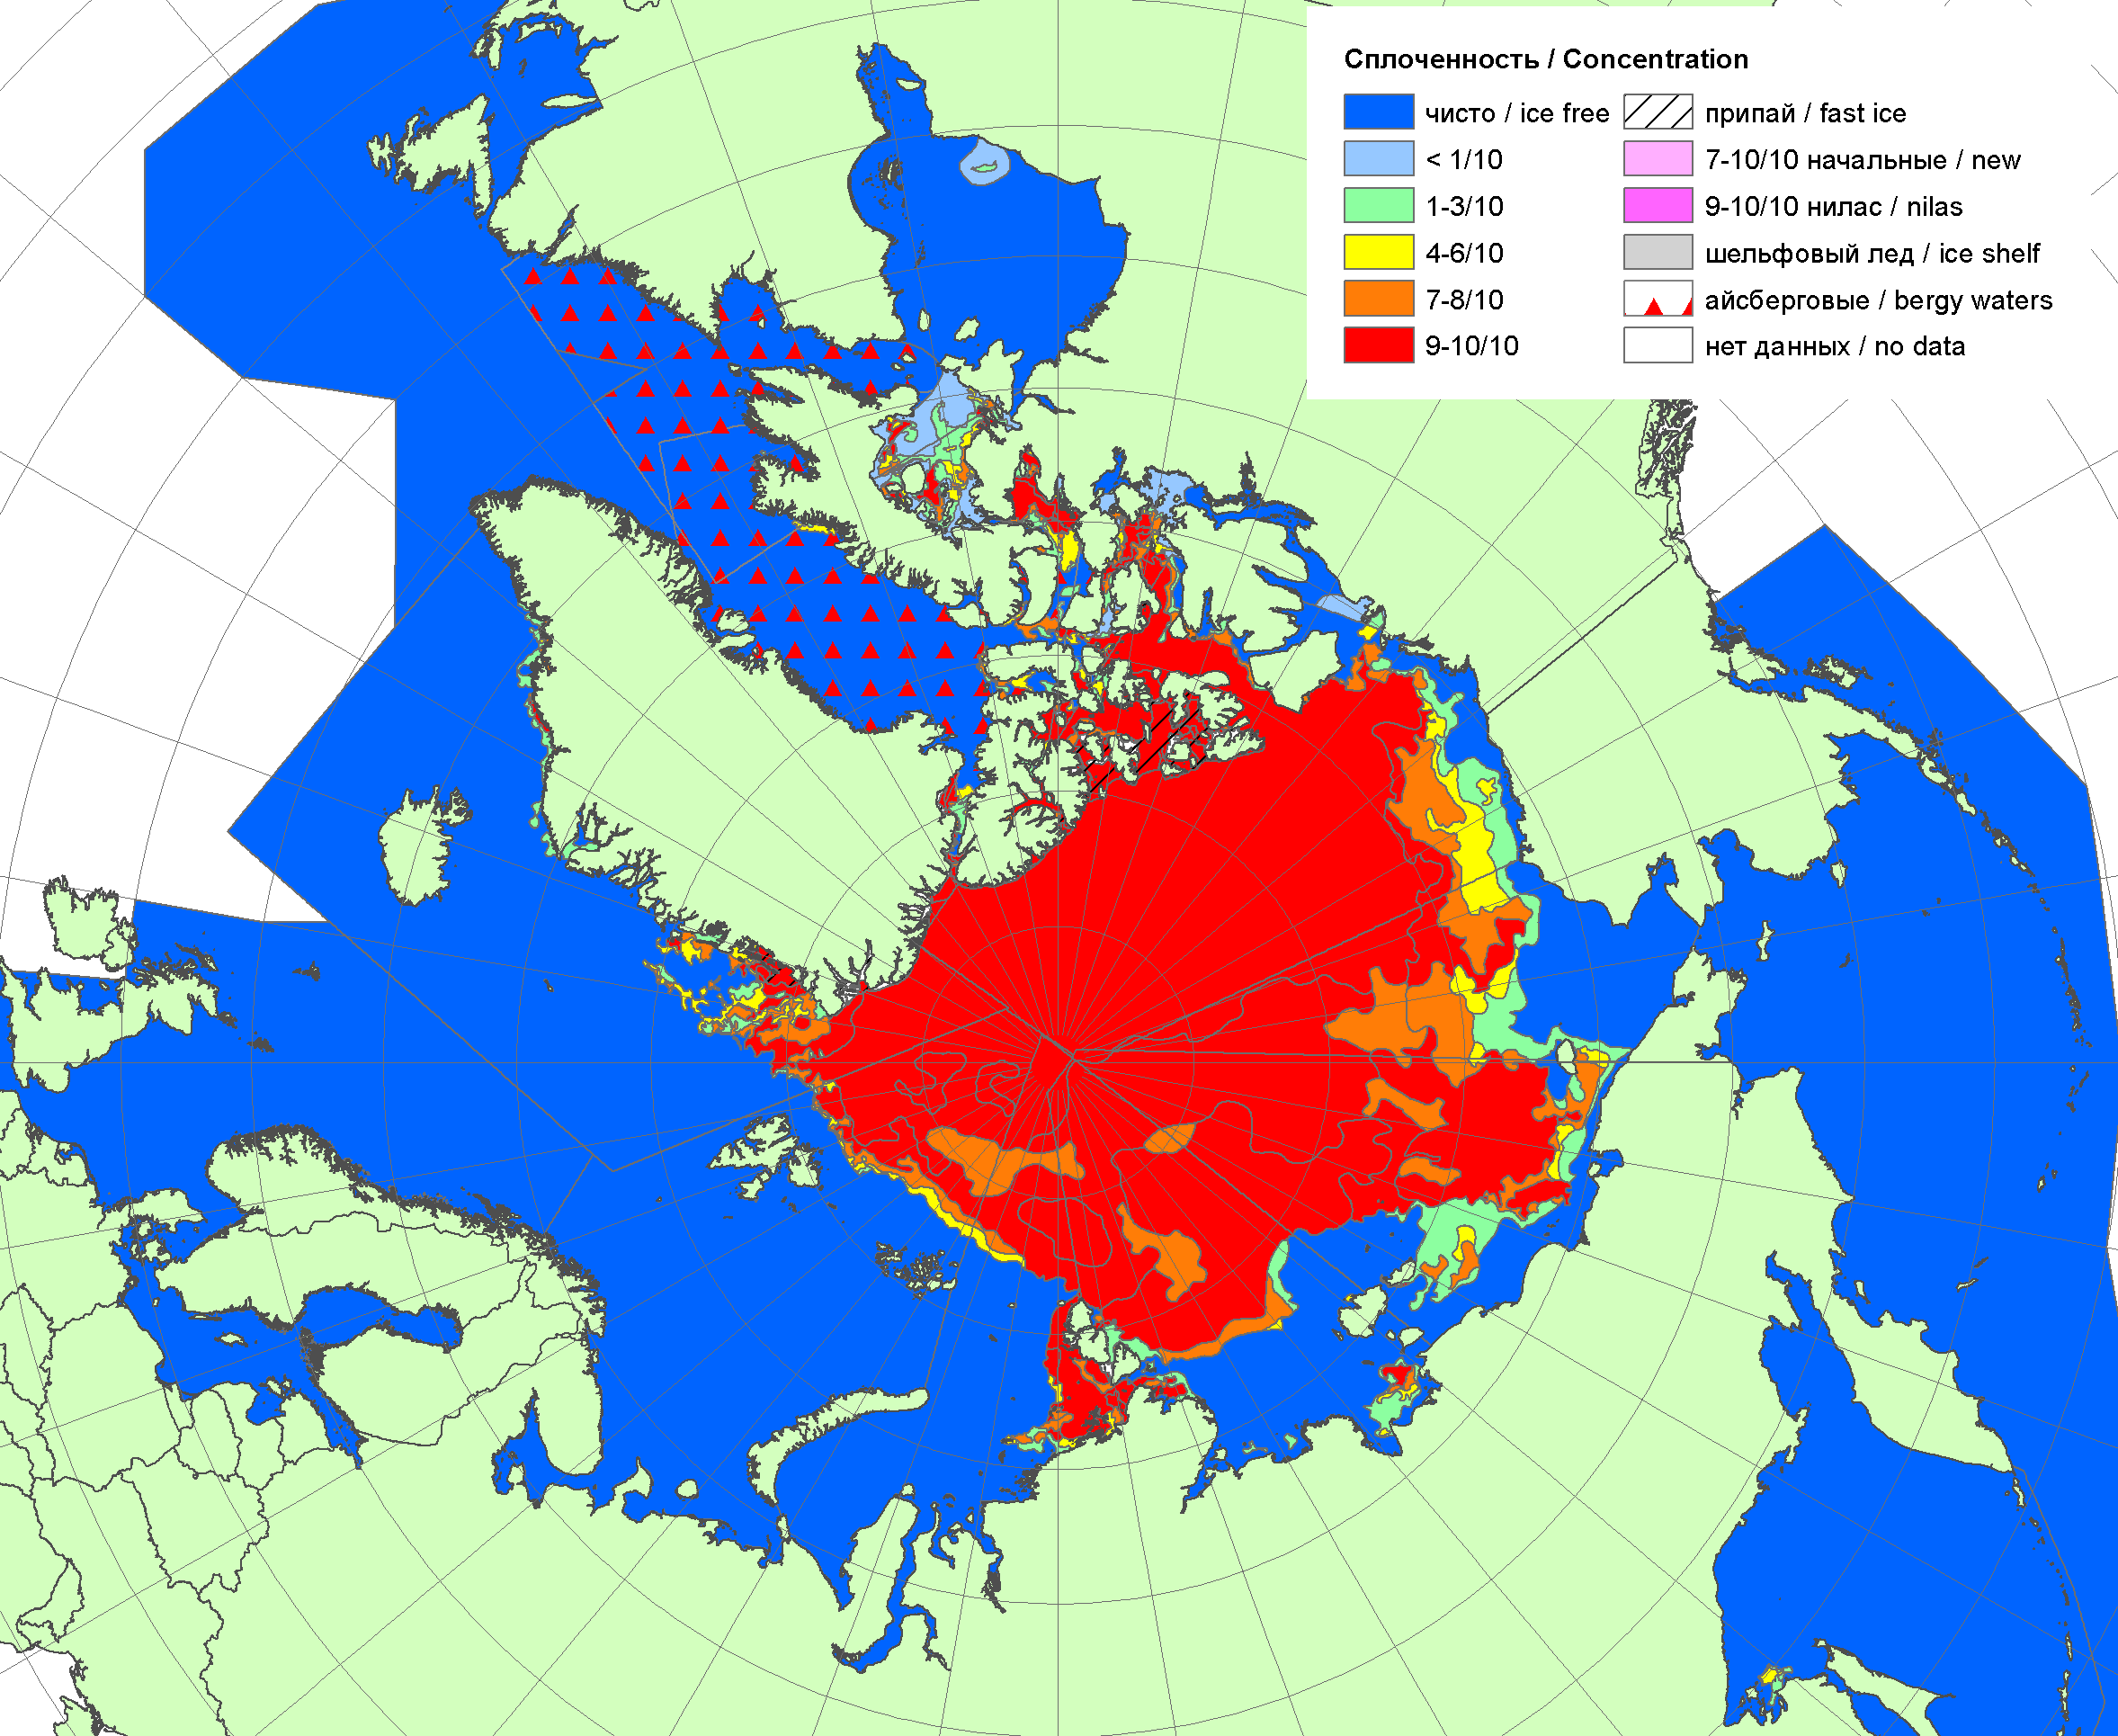 Сплоченность / Concentration
чисто / ice free
< 1/10
1-3/10
4-6/10
7-8/10
9-10/10
припай / fast ice
7-10/10 начальные / new
9-10/10 нилас / nilas
шельфовый лед / ice shelf
айсберговые / bergy waters
нет данных / no data